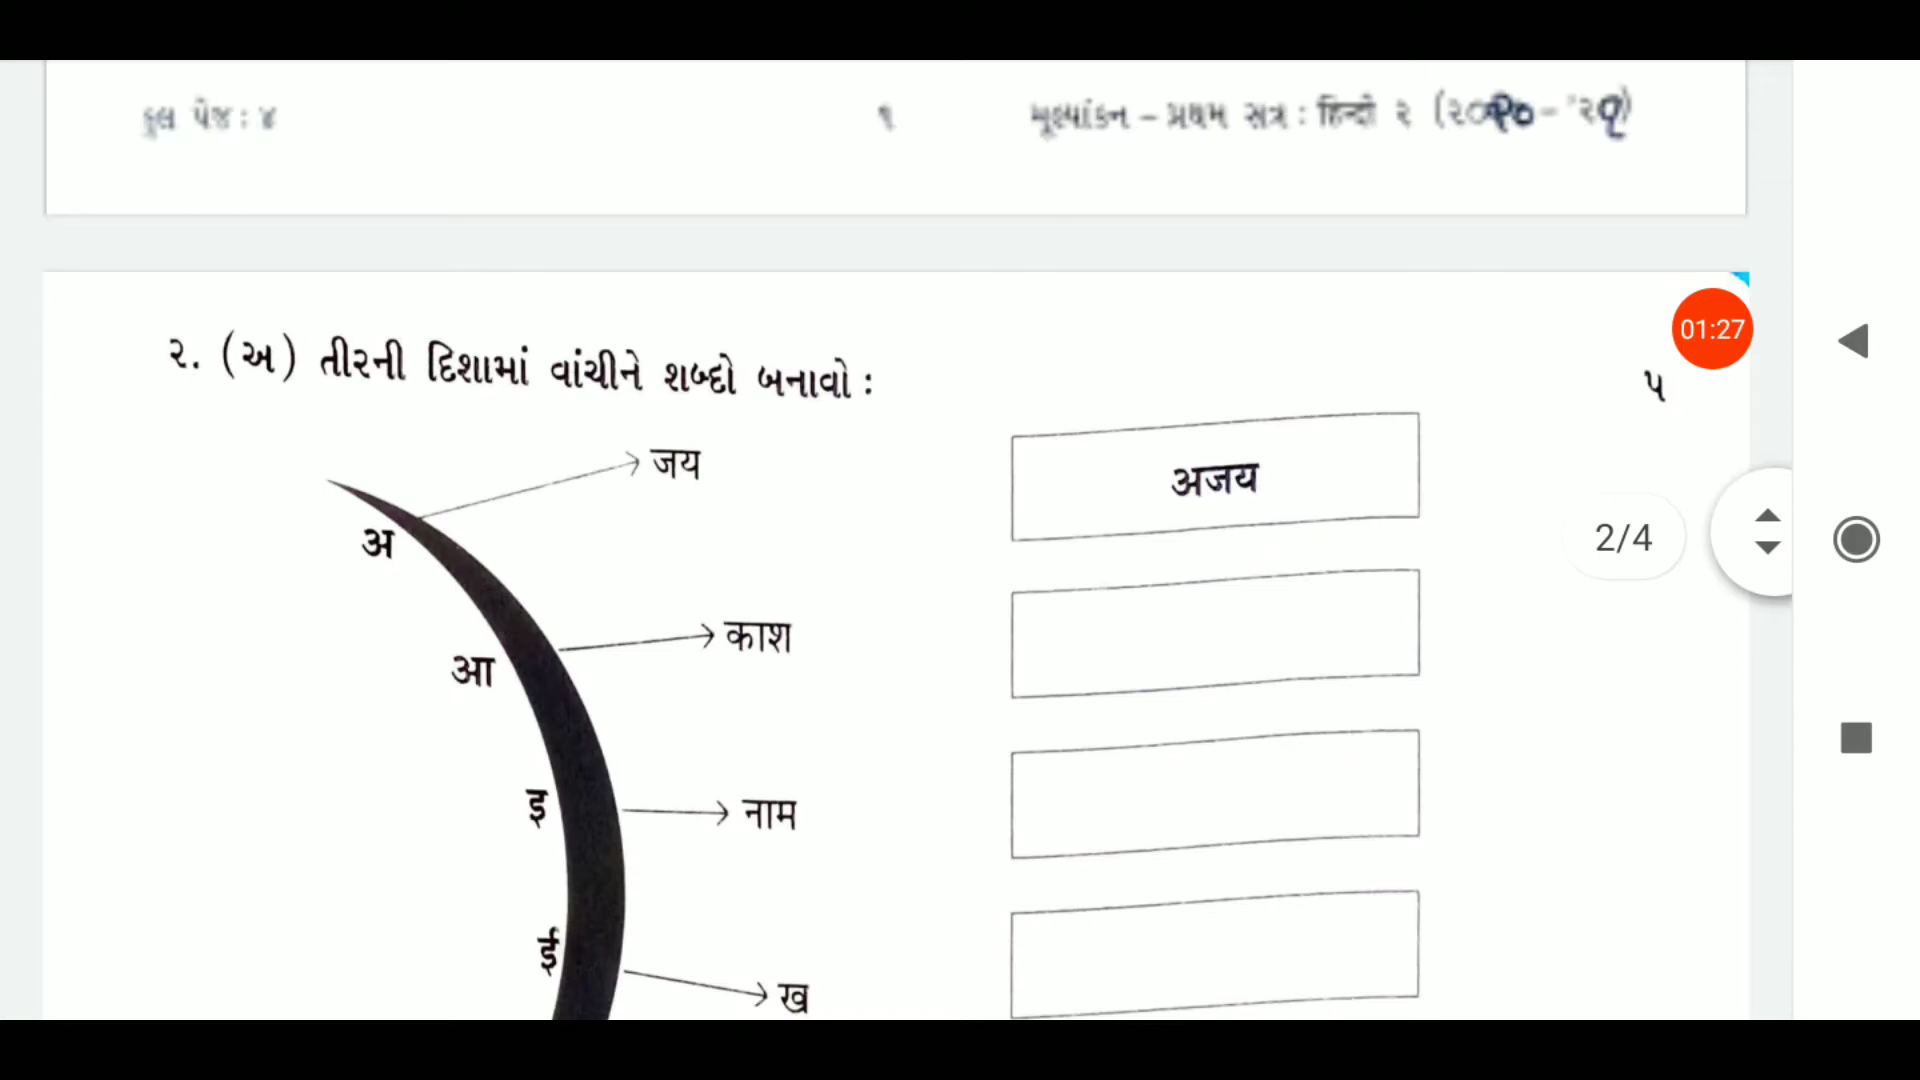 કુલ પેજ : ૪
૧
મૂલ્યાંકન – પ્રથમ સત્ર : हिन्दी ૨ (૨૦૨૦ – '૨૧)
૨. (અ) તીરની દિશામાં વાંચીને શબ્દો બનાવો :
૫
01:27
जय
अजय
अ
2/4
काश
आ
इ
नाम
ई
ख